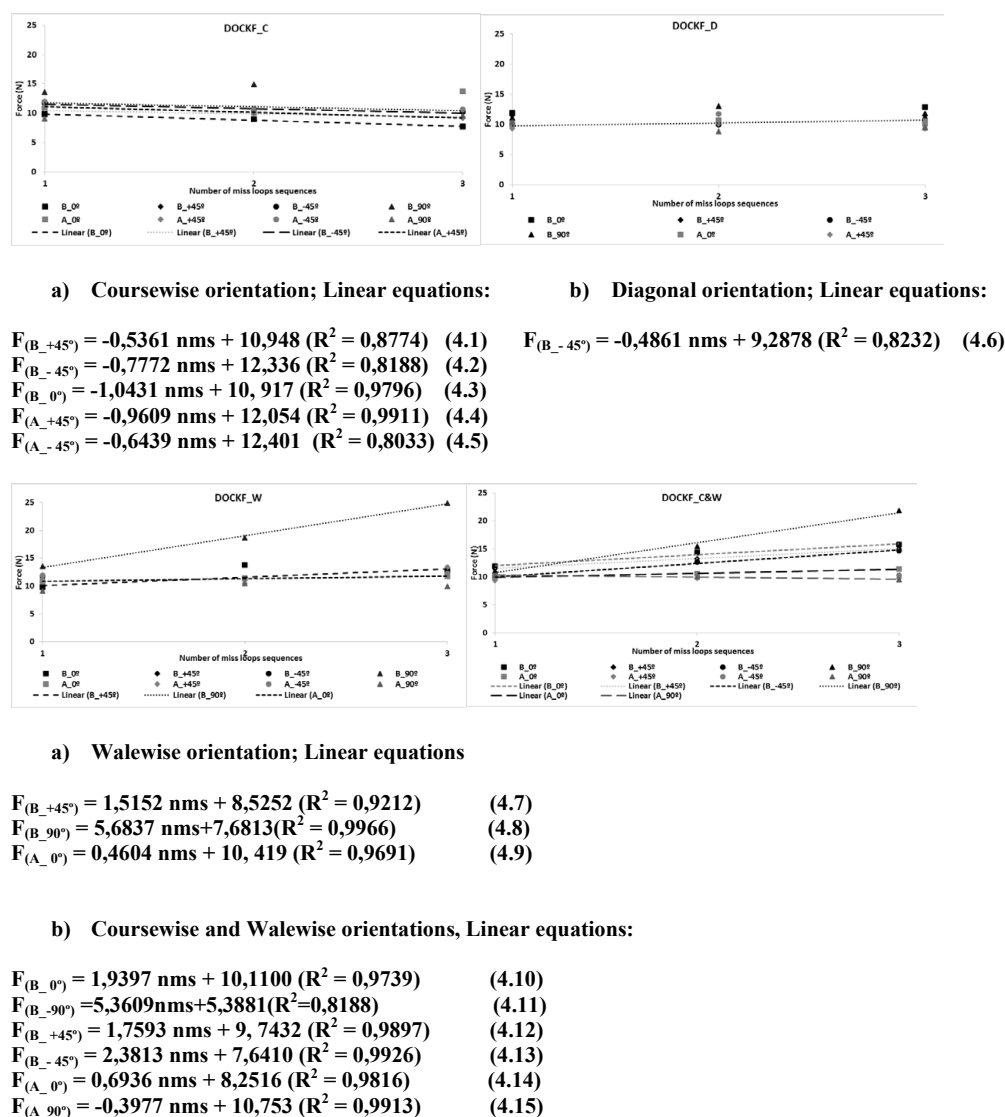 DOCKF_C
25
20
15
10
5
0
Force (N)
1 2 3
Number of miss loops sequences
B_0º B_+45º B_-45º B_90º
A_0º A_+45º A_-45º A_90º
Linear (B_0º) Linear (B_+45º) Linear (B_-45º) Linear (A_+45º)
DOCKF_D
25
20
15
10
5
0
Force (N)
1 2 3
Number of miss loops sequences
B_0º B_+45º B_-45º
B_90º A_0º A_+45º
a) Coursewise orientation; Linear equations:
b) Diagonal orientation; Linear equations:
F(B_+45º) = -0,5361 nms + 10,948 (R² = 0,8774) (4.1)
F(B_- 45º) = -0,4861 nms + 9,2878 (R² = 0,8232) (4.6)
F(B_- 45º) = -0,7772 nms + 12,336 (R² = 0,8188) (4.2)
F(B_ 0º) = -1,0431 nms + 10, 917 (R² = 0,9796) (4.3)
F(A_+45º) = -0,9609 nms + 12,054 (R² = 0,9911) (4.4)
F(A_- 45º) = -0,6439 nms + 12,401 (R² = 0,8033) (4.5)
DOCKF_W
25
20
15
10
5
0
Force (N)
1 2 3
Number of miss loops sequences
B_0º B_+45º B_-45º B_90º
A_0º A_+45º A_-45º A_90º
Linear (B_+45º) Linear (B_90º) Linear (A_0º)
DOCKF_C&W
25
20
15
10
5
0
Force (N)
1 2 3
Number of miss loops sequences
B_0º B_+45º B_-45º B_90º
A_0º A_+45º A_-45º A_90º
Linear (B_0º) Linear (B_+45º) Linear (B_-45º) Linear (B_90º)
Linear (A_0º) Linear (A_90º)
a) Walewise orientation; Linear equations
F(B_+45º) = 1,5152 nms + 8,5252 (R² = 0,9212) (4.7)
F(B_90º) = 5,6837 nms+7,6813(R² = 0,9966) (4.8)
F(A_ 0º) = 0,4604 nms + 10, 419 (R² = 0,9691) (4.9)
b) Coursewise and Walewise orientations, Linear equations:
F(B_ 0º) = 1,9397 nms + 10,1100 (R² = 0,9739) (4.10)
F(B_-90º) =5,3609nms+5,3881(R²=0,8188) (4.11)
F(B_+45º) = 1,7593 nms + 9, 7432 (R² = 0,9897) (4.12)
F(B_- 45º) = 2,3813 nms + 7,6410 (R² = 0,9926) (4.13)
F(A_ 0º) = 0,6936 nms + 8,2516 (R² = 0,9816) (4.14)
F(A_90º) = -0,3977 nms + 10,753 (R² = 0,9913) (4.15)